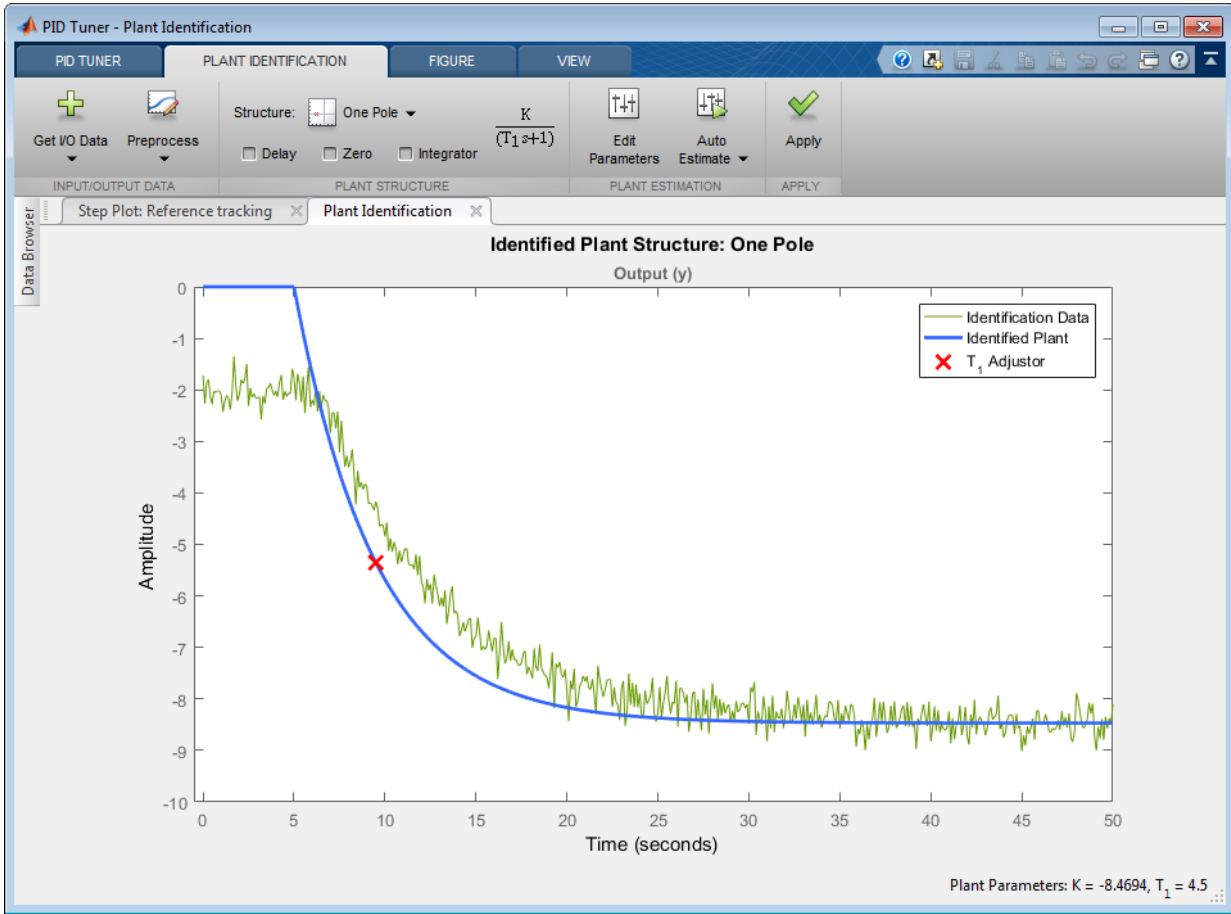 PID Tuner - Plant Identification
PID TUNER PLANT IDENTIFICATION FIGURE VIEW
Get I/O Data Preprocess
Structure: One Pole
Delay Zero Integrator
K
(T1s+1)
Edit Parameters
Auto Estimate
Apply
INPUT/OUTPUT DATA PLANT STRUCTURE PLANT ESTIMATION APPLY
Data Browser
Step Plot: Reference tracking Plant Identification
Identified Plant Structure: One Pole
Output (y)
Identification Data
Identified Plant
T1 Adjustor
Amplitude
0
-1
-2
-3
-4
-5
-6
-7
-8
-9
-10
0 5 10 15 20 25 30 35 40 45 50
Time (seconds)
Plant Parameters: K = -8.4694, T1 = 4.5